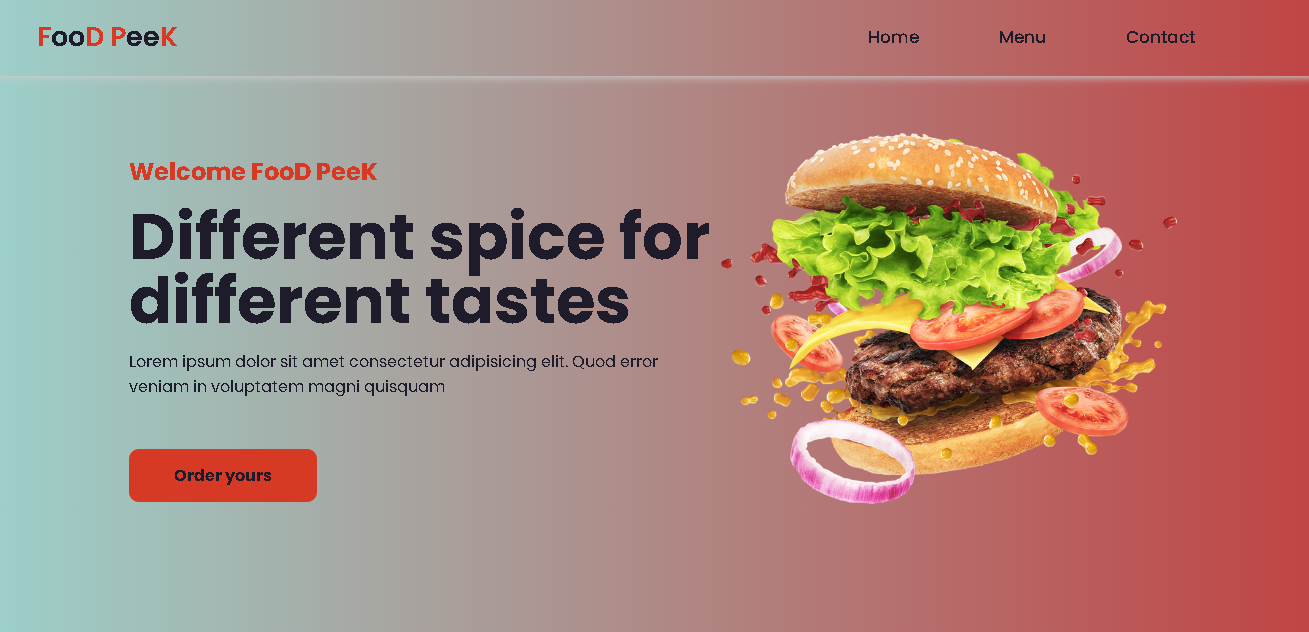 FooD PeeK
Home
Menu
Contact
Welcome FooD PeeK
Different spice for
different tastes
Lorem ipsum dolor sit amet consectetur adipisicing elit. Quod error
veniam in voluptatem magni quisquam
Order yours